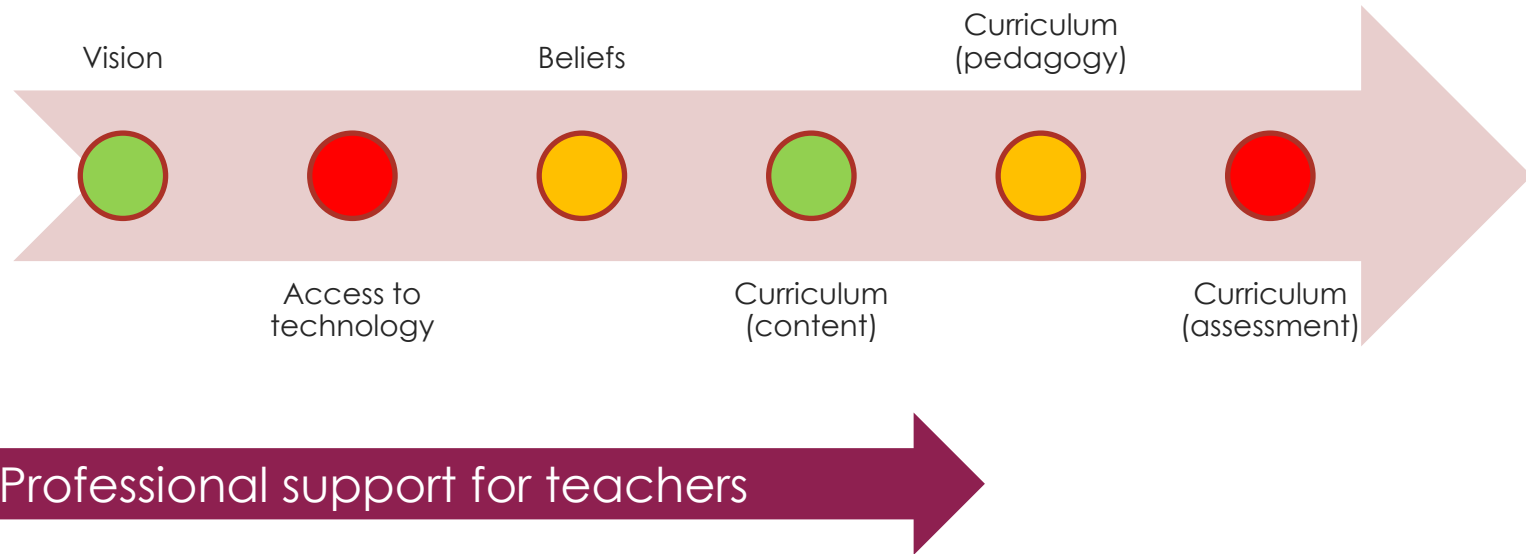 Vision
Access to
technology
Beliefs
Curriculum
(content)
Curriculum
(pedagogy)
Curriculum
(assessment)
Professional support for teachers